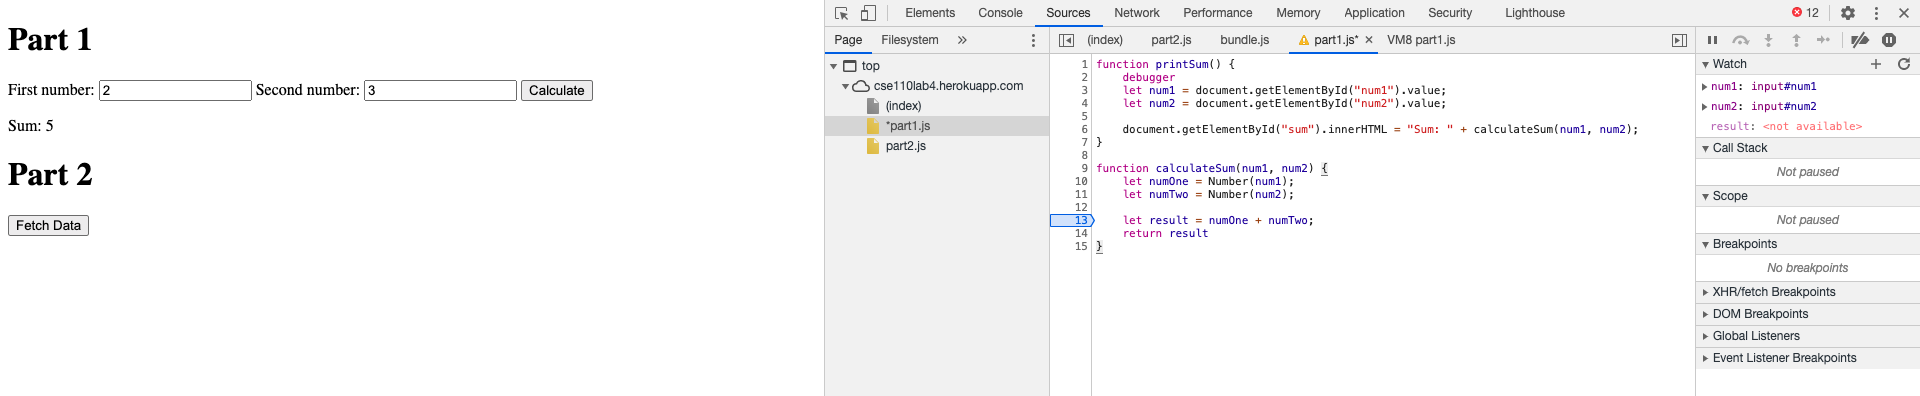 Part 1
First number: 2 Second number: 3 Calculate
Sum: 5
Part 2
Fetch Data
Elements Console Sources Network Performance Memory Application Security Lighthouse 12
Page Filesystem »
top
cse110lab4.herokuapp.com
(index)
*part1.js
part2.js
(index) part2.js bundle.js part1.js* × VM8 part1.js
1 function printSum() {
2 debugger
3 let num1 = document.getElementById("num1").value;
4 let num2 = document.getElementById("num2").value;
5
6 document.getElementById("sum").innerHTML = "Sum: " + calculateSum(num1, num2);
7 }
8
9 function calculateSum(num1, num2) {
10 let numOne = Number(num1);
11 let numTwo = Number(num2);
12
13 let result = numOne + numTwo;
14 return result
15 }
Watch
num1: input#num1
num2: input#num2
result: <not available>
Call Stack
Not paused
Scope
Not paused
Breakpoints
No breakpoints
XHR/fetch Breakpoints
DOM Breakpoints
Global Listeners
Event Listener Breakpoints